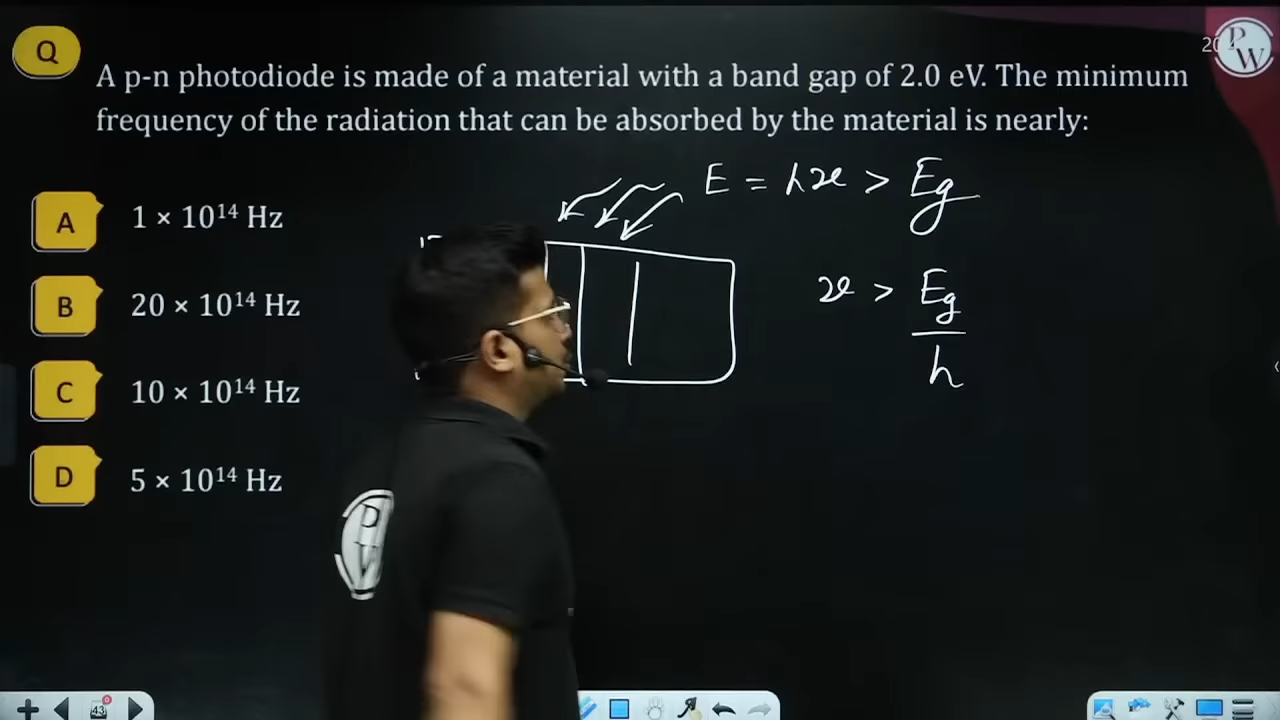 Q
A p-n photodiode is made of a material with a band gap of 2.0 eV. The minimum
frequency of the radiation that can be absorbed by the material is nearly:
A 1 × 10¹⁴ Hz
B 20 × 10¹⁴ Hz
C 10 × 10¹⁴ Hz
D 5 × 10¹⁴ Hz
E = hν > Eg
ν > Eg
h
20
P
W
P
43